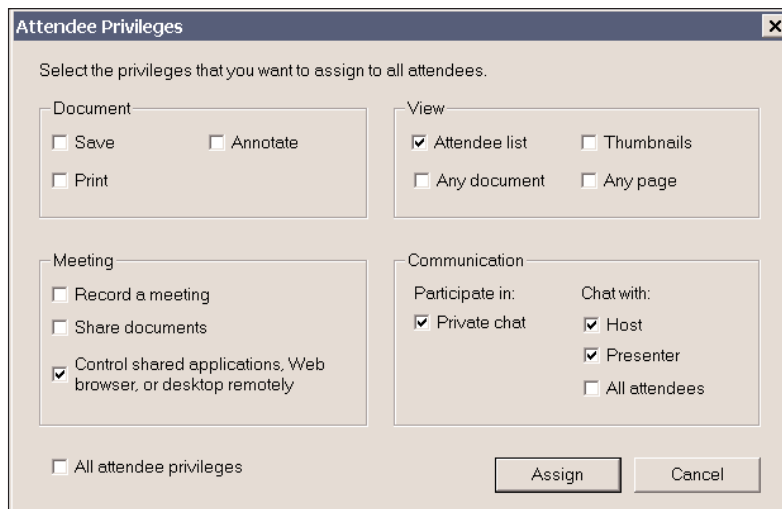 Attendee Privileges
Select the privileges that you want to assign to all attendees.
Document
Save
Annotate
Print
View
Attendee list
Thumbnails
Any document
Any page
Meeting
Record a meeting
Share documents
Control shared applications, Web
browser, or desktop remotely
Communication
Participate in:
Chat with:
Private chat
Host
Presenter
All attendees
All attendee privileges
Assign
Cancel